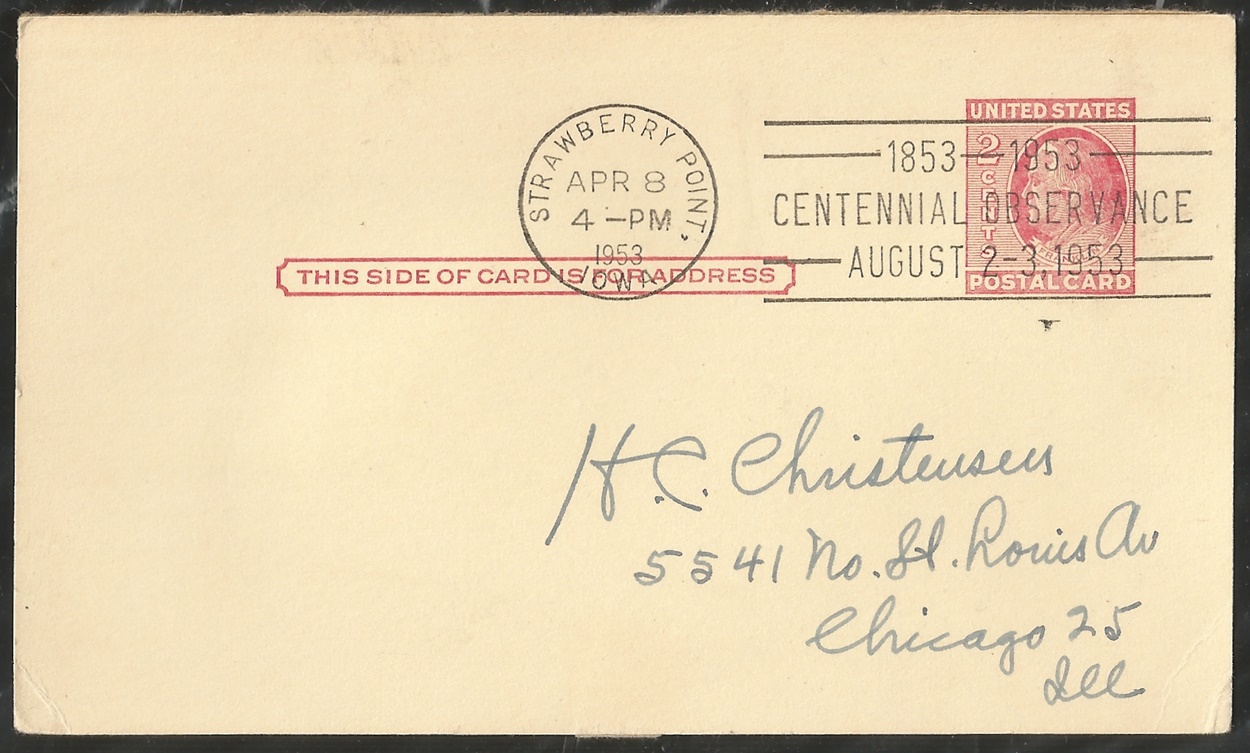 STRAWBERRY POINT,
APR 8
4 -PM
1953
IOWA
1853 — 1953
CENTENNIAL OBSERVANCE
AUGUST 2-3, 1953
UNITED STATES
2 CENTS
FRANKLIN
POSTAL CARD
THIS SIDE OF CARD IS FOR ADDRESS
H. C. Christensen
5541 No. St. Louis Av
Chicago 25
Ill